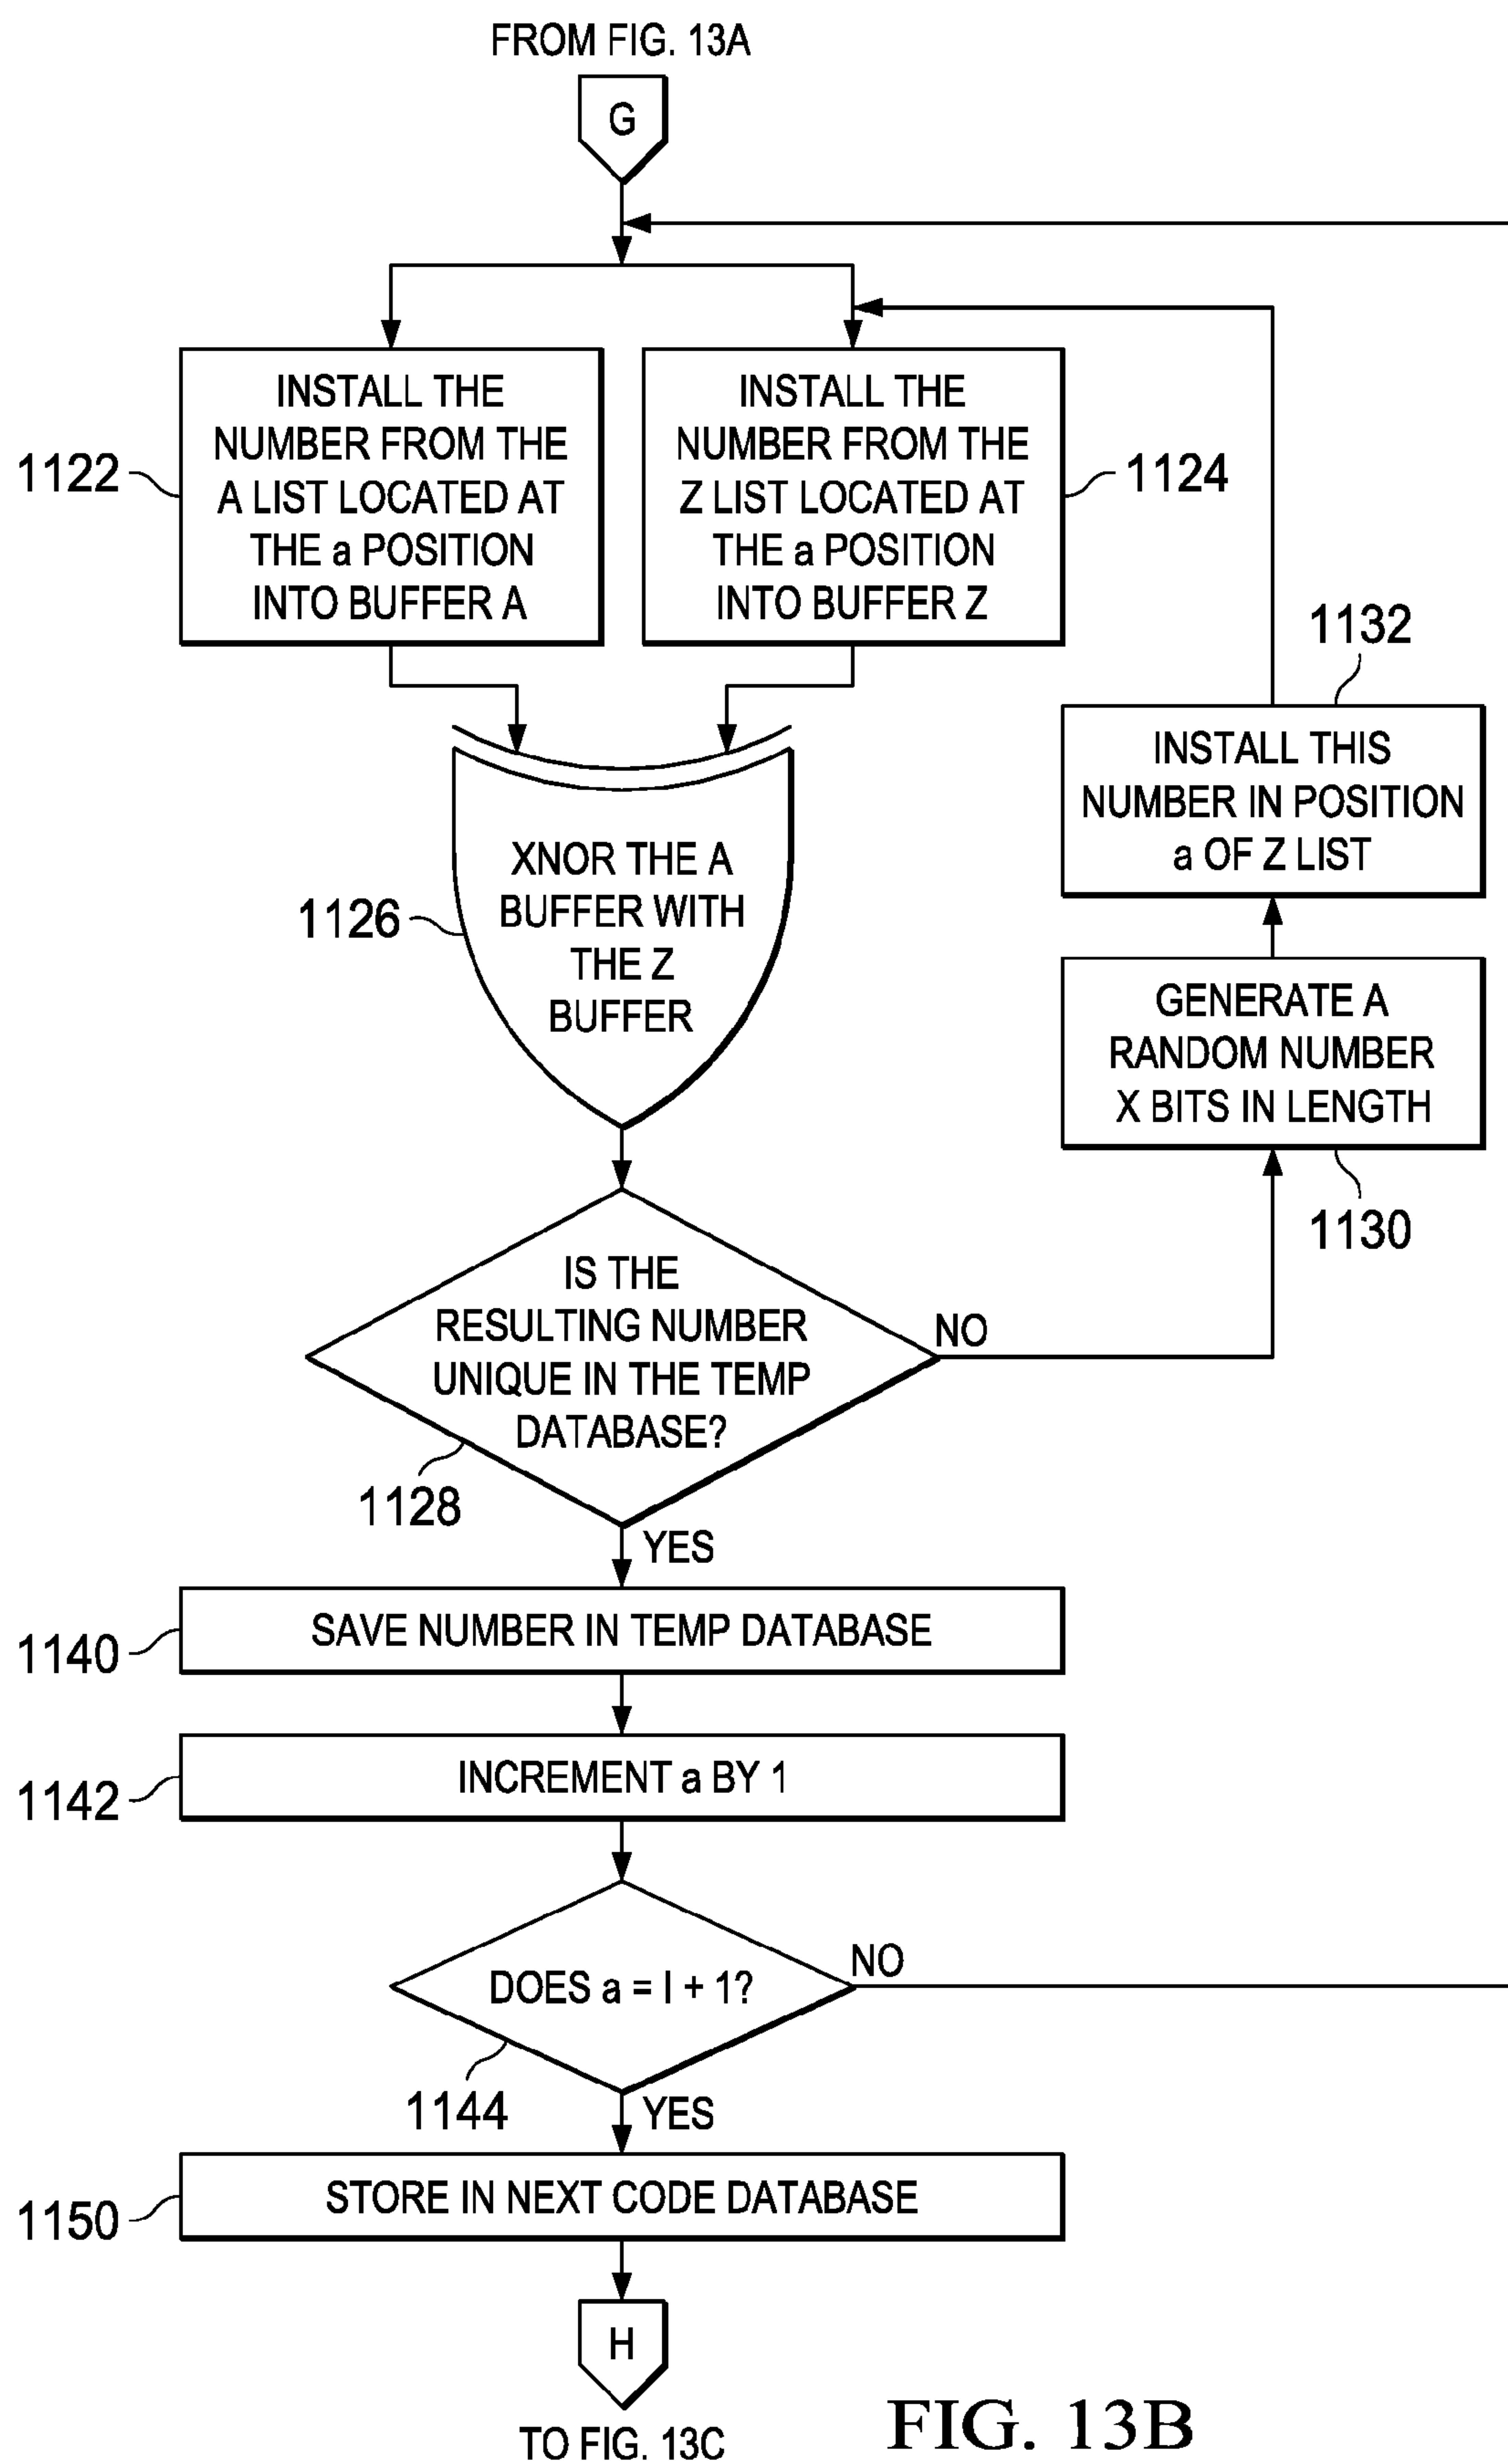 FROM FIG. 13A
G
INSTALL THE
NUMBER FROM THE
A LIST LOCATED AT
THE a POSITION
INTO BUFFER A
1122
INSTALL THE
NUMBER FROM THE
Z LIST LOCATED AT
THE a POSITION
INTO BUFFER Z
1124
1132
INSTALL THIS
NUMBER IN POSITION
a OF Z LIST
XNOR THE A
BUFFER WITH
THE Z
BUFFER
1126
GENERATE A
RANDOM NUMBER
X BITS IN LENGTH
1130
IS THE
RESULTING NUMBER
UNIQUE IN THE TEMP
DATABASE?
NO
1128
YES
SAVE NUMBER IN TEMP DATABASE
1140
INCREMENT a BY 1
1142
DOES a = I + 1?
NO
1144
YES
STORE IN NEXT CODE DATABASE
1150
H
TO FIG. 13C
FIG. 13B